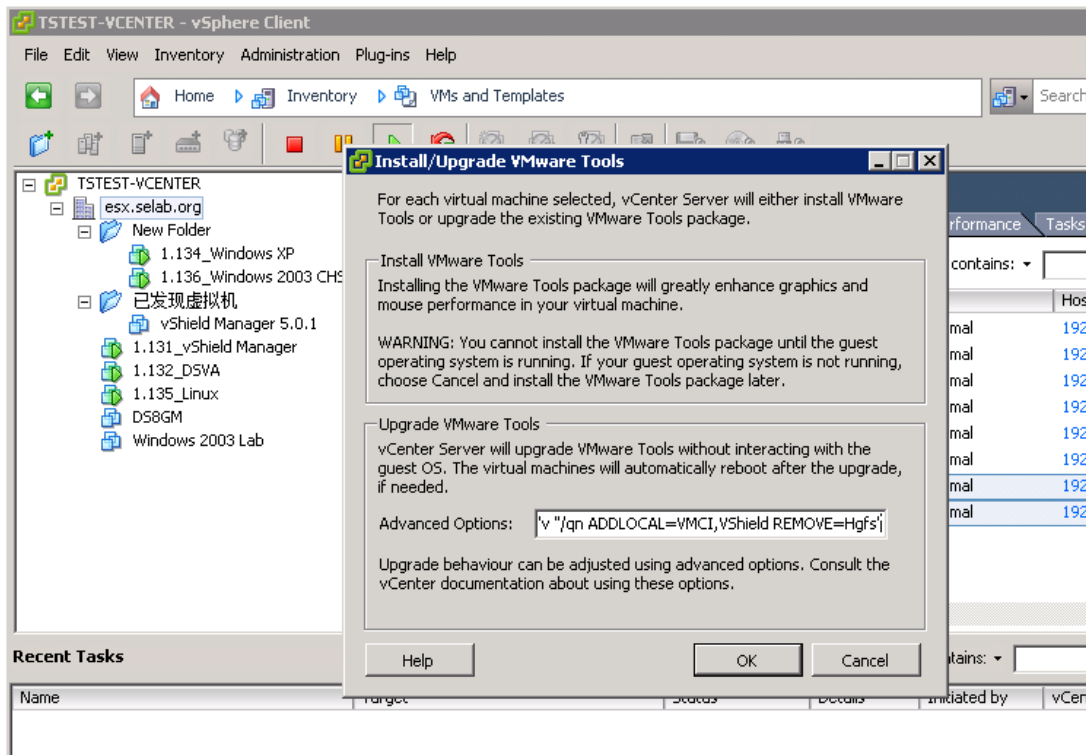 TSTEST-VCENTER - vSphere Client
File Edit View Inventory Administration Plug-ins Help
Home Inventory VMs and Templates
Search
TSTEST-VCENTER
esx.selab.org
New Folder
1.134_Windows XP
1.136_Windows 2003 CHS
已发现虚拟机
vShield Manager 5.0.1
1.131_vShield Manager
1.132_DSVA
1.135_Linux
DS8GM
Windows 2003 Lab
Install/Upgrade VMware Tools
For each virtual machine selected, vCenter Server will either install VMware
Tools or upgrade the existing VMware Tools package.
Install VMware Tools
Installing the VMware Tools package will greatly enhance graphics and
mouse performance in your virtual machine.
WARNING: You cannot install the VMware Tools package until the guest
operating system is running. If your guest operating system is not running,
choose Cancel and install the VMware Tools package later.
Upgrade VMware Tools
vCenter Server will upgrade VMware Tools without interacting with the
guest OS. The virtual machines will automatically reboot after the upgrade,
if needed.
Advanced Options: 'v "/qn ADDLOCAL=VMCI,VShield REMOVE=Hgfs'
Upgrade behaviour can be adjusted using advanced options. Consult the
vCenter documentation about using these options.
Help OK Cancel
rformance Tasks
contains:
Hos
mal 192
mal 192
mal 192
mal 192
mal 192
mal 192
mal 192
mal 192
Recent Tasks
tains:
Name Target Status Details Initiated by vCen